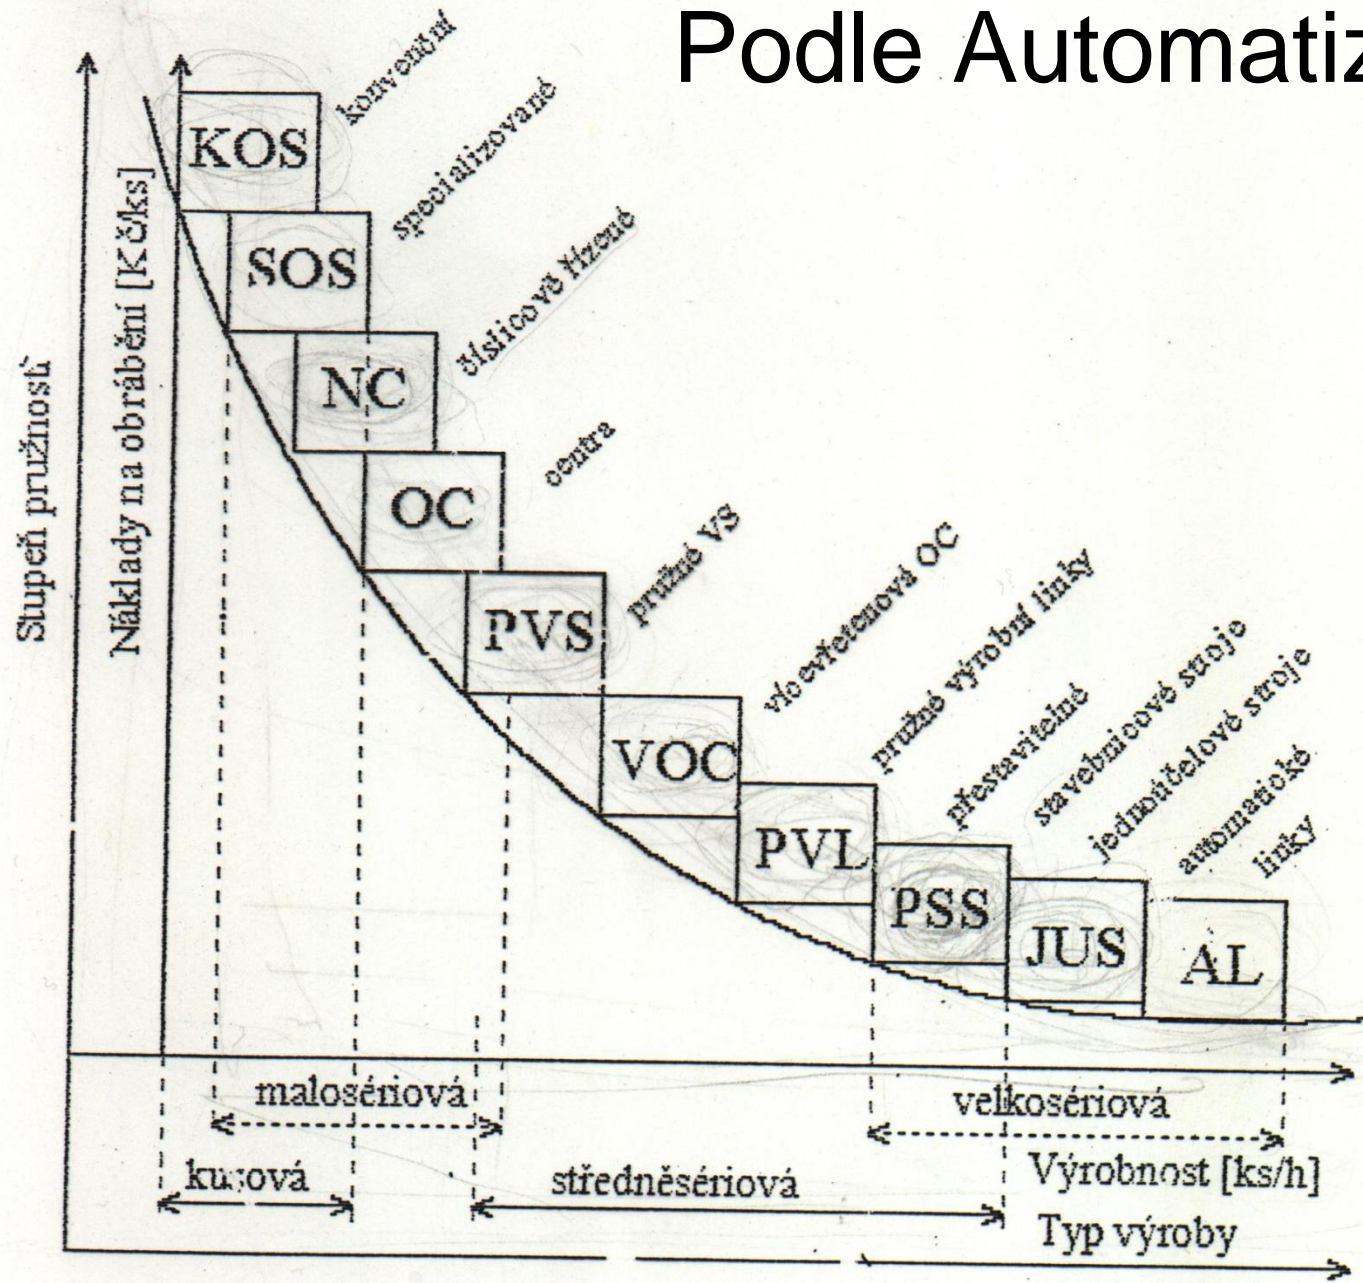 Podle Automatiz
KOS
konvenční
SOS
specializované
NC
číslicově řízené
OC
centra
PVS
pružné VS
VOC
vícevřetenová OC
PVL
pružné výrobní linky
PSS
přestavitelné
stavebnicové stroje
JUS
jednoúčelové stroje
AL
automatické
linky
Stupeň pružnosti
Náklady na obrábění [Kč/ks]
malosériová
velkosériová
kusová
středněsériová
Výrobnost [ks/h]
Typ výroby